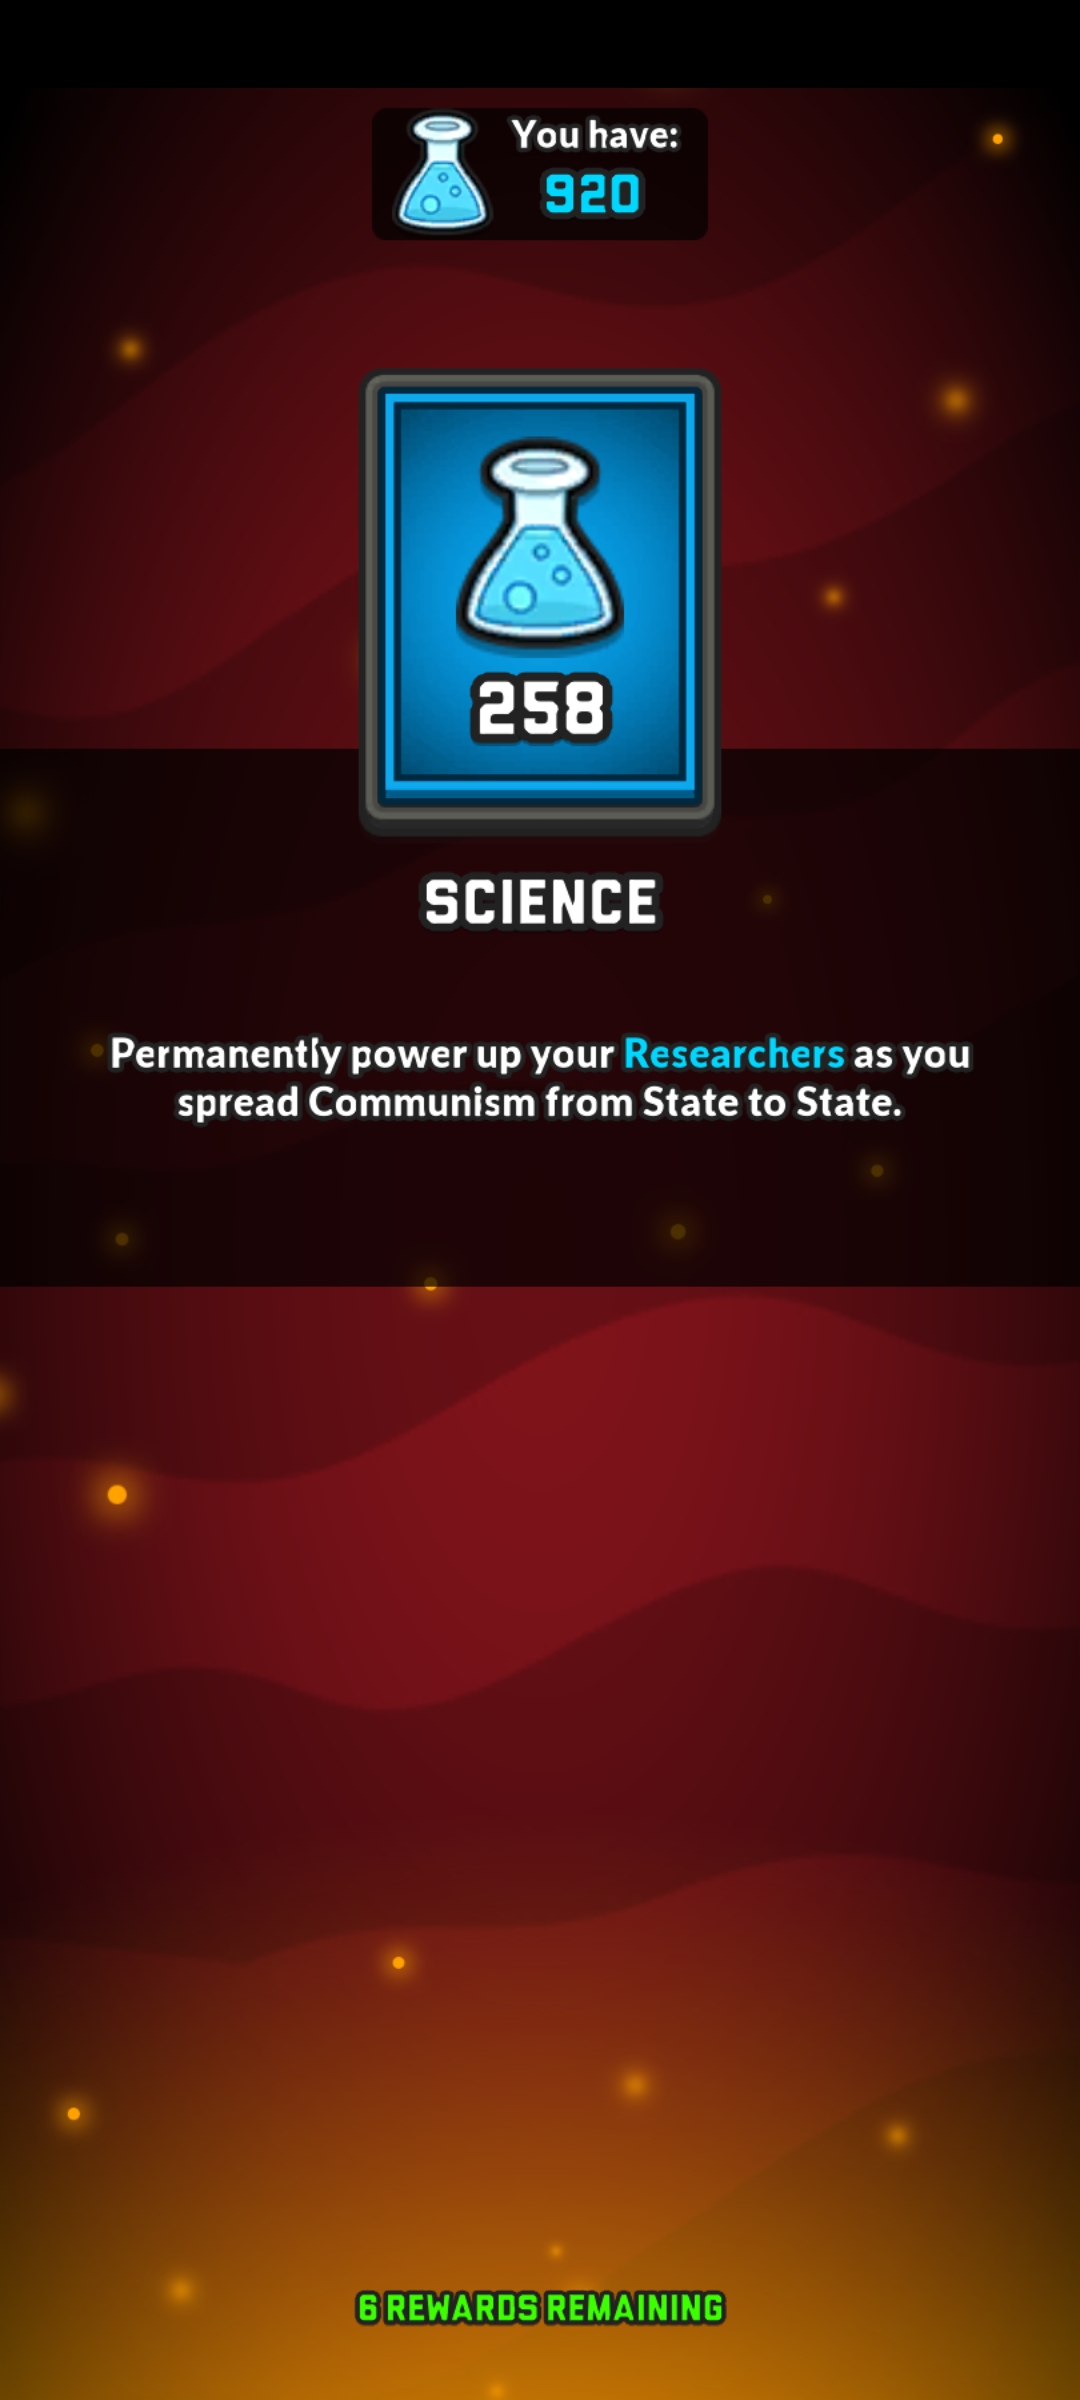 You have:
920
258
SCIENCE
Permanently power up your Researchers as you
spread Communism from State to State.
6 REWARDS REMAINING